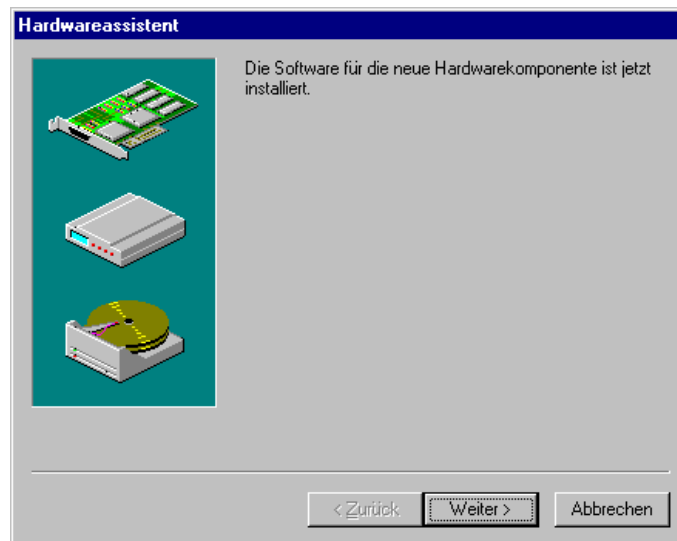 Hardwareassistent
Die Software für die neue Hardwarekomponente ist jetzt
installiert.
< Zurück
Weiter >
Abbrechen